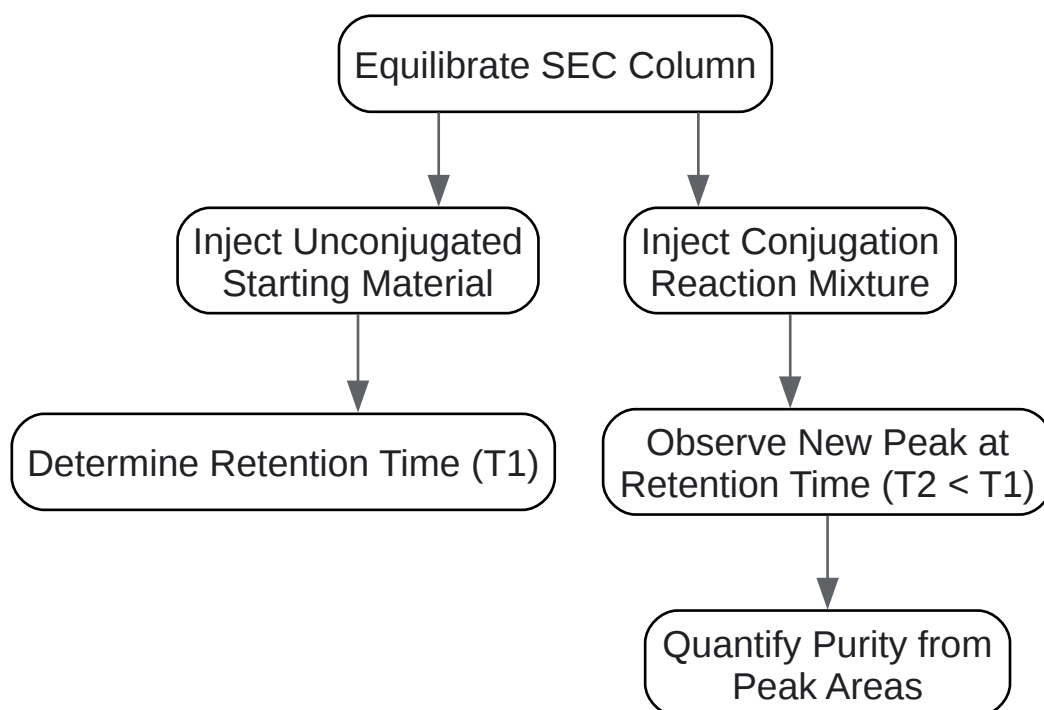 Equilibrate SEC Column
Inject Unconjugated
Starting Material
Inject Conjugation
Reaction Mixture
Determine Retention Time (T1)
Observe New Peak at
Retention Time (T2 < T1)
Quantify Purity from
Peak Areas